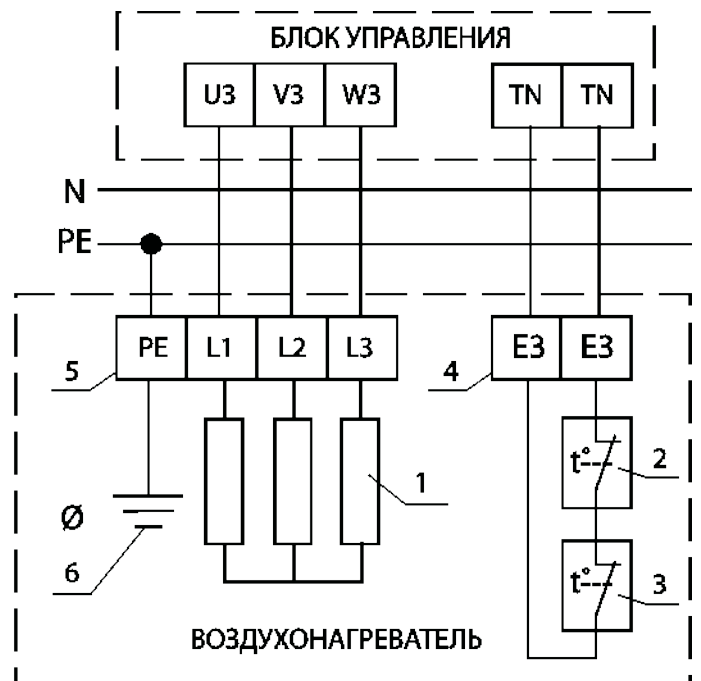 БЛОК УПРАВЛЕНИЯ
U3 V3 W3 TN TN
N
PE
PE L1 L2 L3 E3 E3
5 4
t° 2
1
Ø
6
t° 3
ВОЗДУХОНАГРЕВАТЕЛЬ